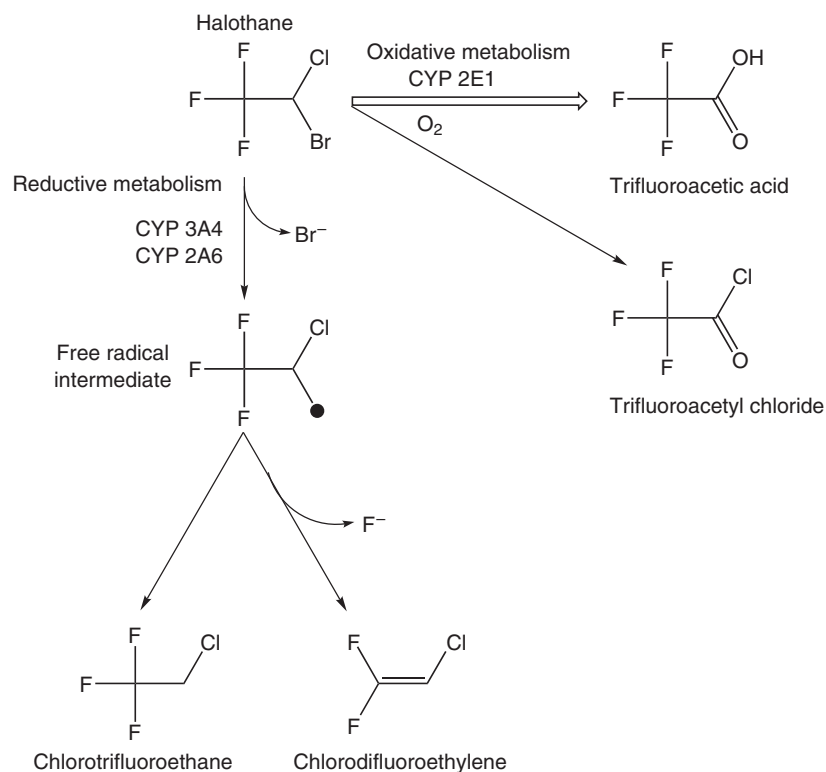 Halothane
F
Cl
F
F
Br
Oxidative metabolism
CYP 2E1
O₂
F
OH
F
F
O
Trifluoroacetic acid
Reductive metabolism
CYP 3A4
CYP 2A6
Br⁻
F
Cl
F
F
O
Trifluoroacetyl chloride
Free radical
intermediate
F
Cl
F
F
F⁻
F
Cl
F
F
Chlorotrifluoroethane
F
Cl
F
Chlorodifluoroethylene